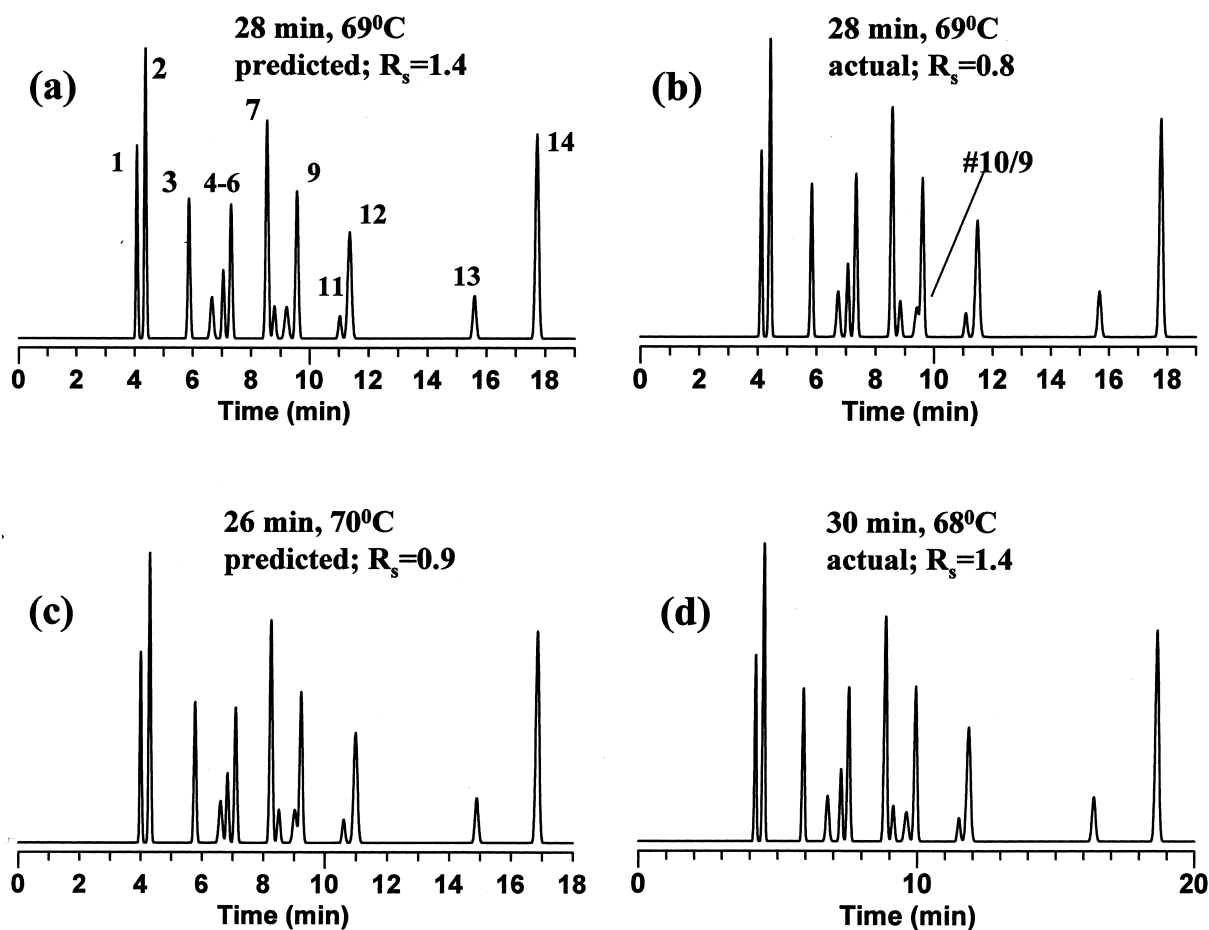 28 min, 69⁰C
predicted; Rs=1.4
(a)
1
2
3
4-6
7
9
11
12
13
14
0 2 4 6 8 10 12 14 16 18
Time (min)
28 min, 69⁰C
actual; Rs=0.8
(b)
#10/9
0 2 4 6 8 10 12 14 16 18
Time (min)
26 min, 70⁰C
predicted; Rs=0.9
(c)
0 2 4 6 8 10 12 14 16 18
Time (min)
30 min, 68⁰C
actual; Rs=1.4
(d)
0 10 20
Time (min)